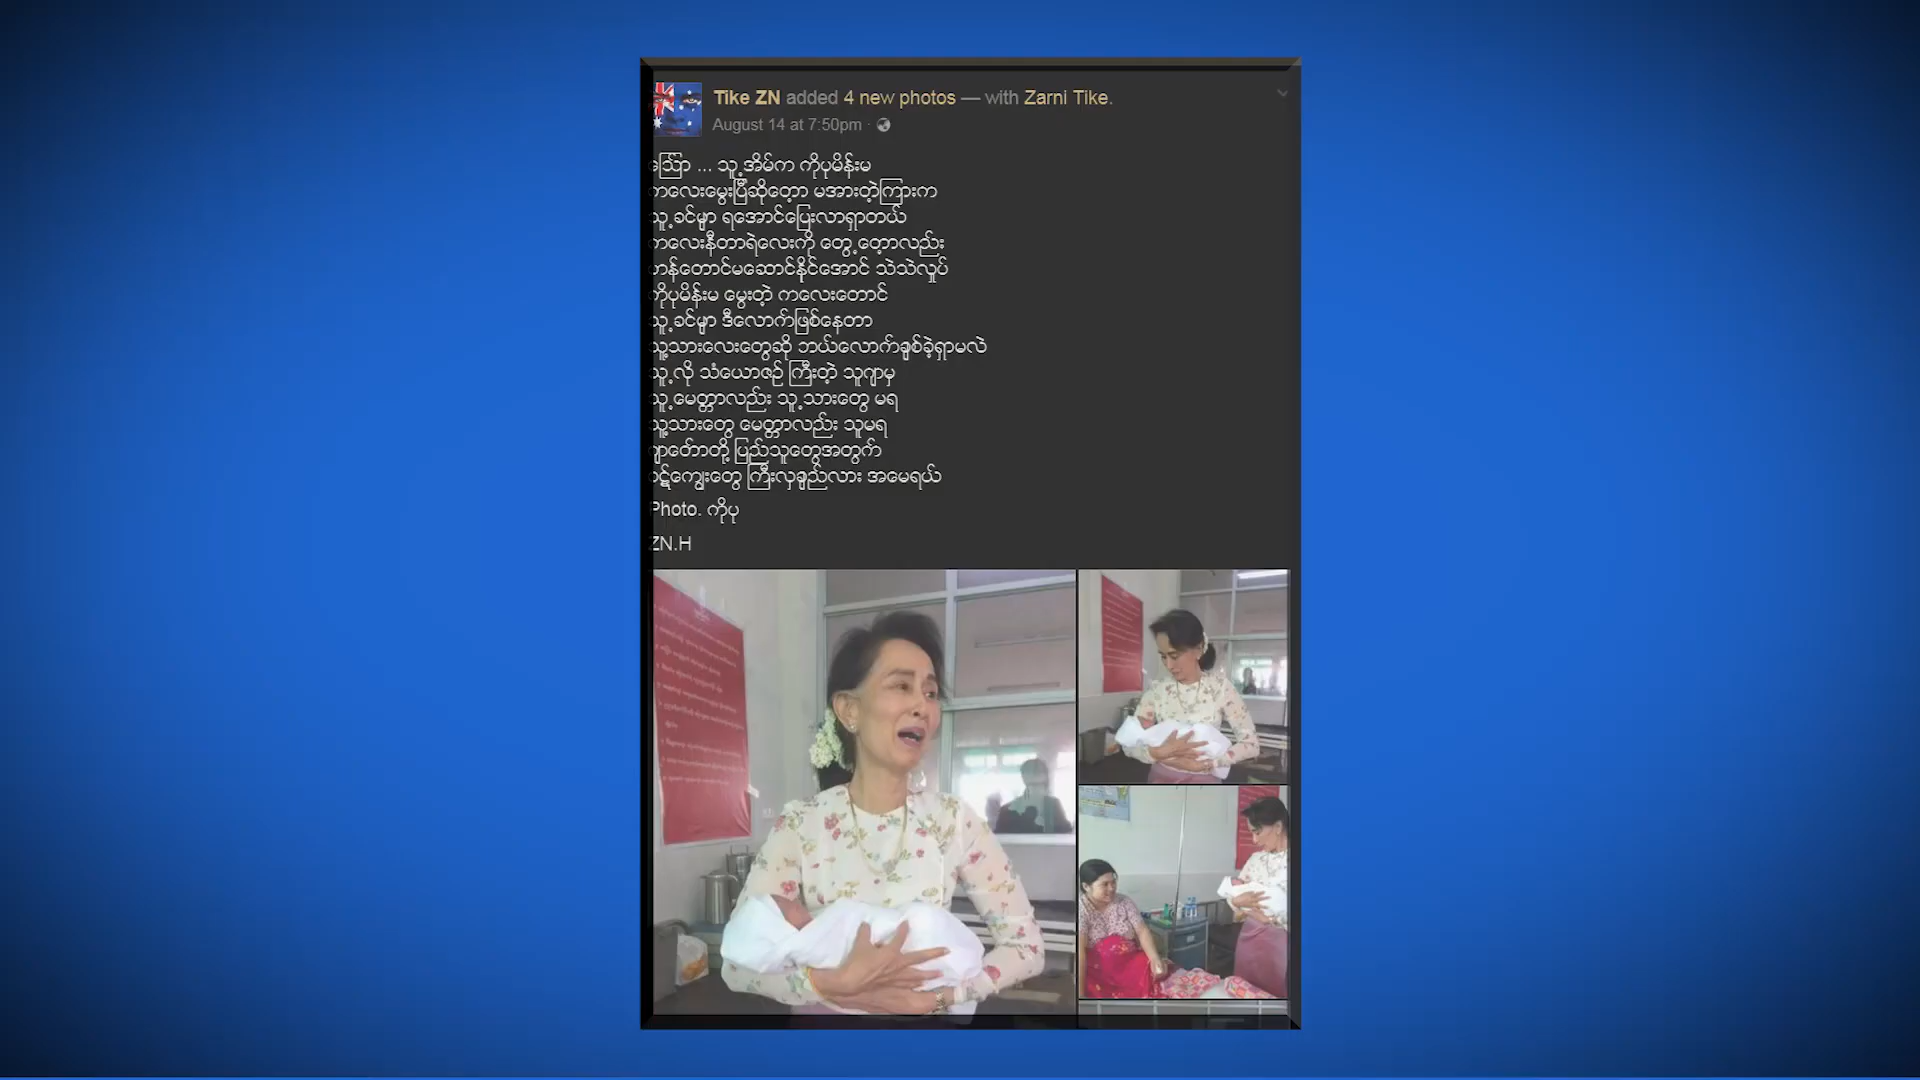 Tike ZN added 4 new photos — with Zarni Tike.
August 14 at 7:50pm ·
ဪ ... သူ့အိမ်က ကိုပုမိန်းမ
ကလေးမွေးပြီဆိုတော့ မအားတဲ့ကြားက
သူ့ခင်မျာ ရအောင်ပြေးလာရှာတယ်
ကလေးနီတာရဲလေးကို တွေ့တော့လည်း
ဟန်တောင်မဆောင်နိုင်အောင် သဲသဲလှုပ်
ကိုပုမိန်းမ မွေးတဲ့ ကလေးတောင်
သူ့ခင်မျာ ဒီလောက်ဖြစ်နေတာ
သူ့သားလေးတွေဆို ဘယ်လောက်ချစ်ခဲ့ရှာမလဲ
သူ့လို သံယောဇဉ် ကြီးတဲ့ သူဂျာမှ
သူ့မေတ္တာလည်း သူ့သားတွေ မရ
သူ့သားတွေ မေတ္တာလည်း သူမရ
ဂျာတော်တို့ ပြည်သူတွေအတွက်
ဝဋ်ကျွေးတွေ ကြီးလှချည်လား အမေရယ်
Photo. ကိုပု
ZN.H